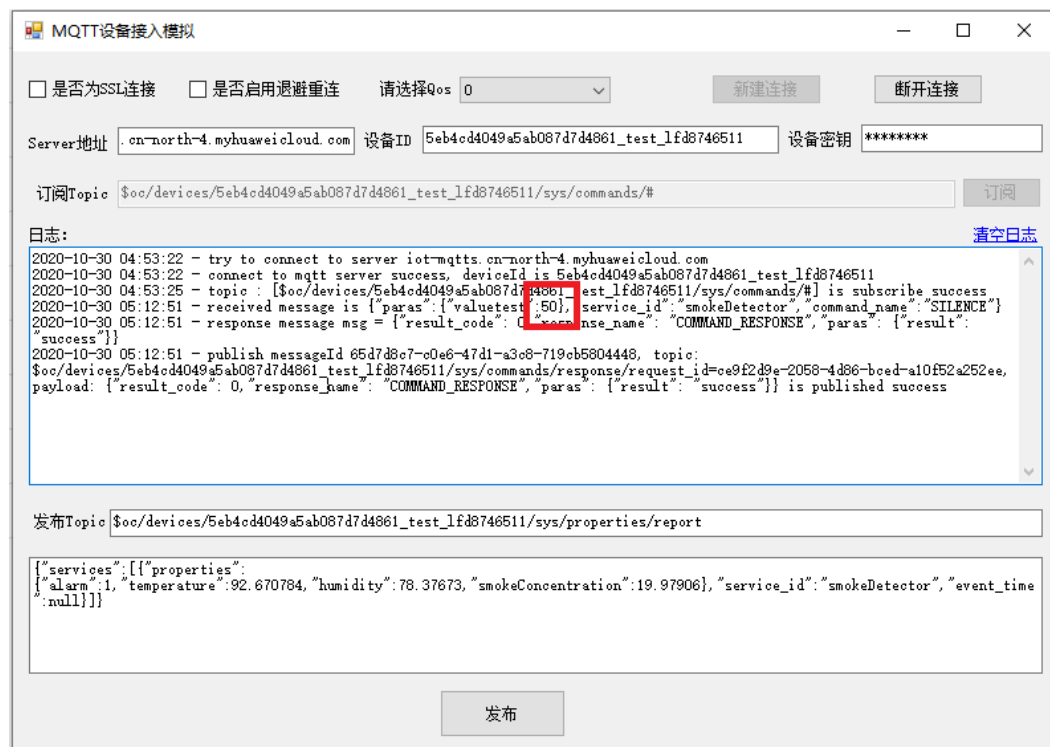 MQTT设备接入模拟
是否为SSL连接 是否启用退避重连 请选择Qos 0 新建连接 断开连接
Server地址 .cn-north-4.myhuaweicloud.com 设备ID 5eb4cd4049a5ab087d7d4861_test_lfd8746511 设备密钥 ********
订阅Topic $oc/devices/5eb4cd4049a5ab087d7d4861_test_lfd8746511/sys/commands/# 订阅
日志: 清空日志
2020-10-30 04:53:22 - try to connect to server iot-mqtts.cn-north-4.myhuaweicloud.com
2020-10-30 04:53:22 - connect to mqtt server success, deviceId is 5eb4cd4049a5ab087d7d4861_test_lfd8746511
2020-10-30 04:53:25 - topic : [$oc/devices/5eb4cd4049a5ab087d7d4861_test_lfd8746511/sys/commands/#] is subscribe success
2020-10-30 05:12:51 - received message is {"paras":{"valuetest":50},"service_id":"smokeDetector","command_name":"SILENCE"}
2020-10-30 05:12:51 - response message msg = {"result_code": 0,"response_name": "COMMAND_RESPONSE","paras": {"result":
"success"}}
2020-10-30 05:12:51 - publish messageId 65d7d8c7-c0e6-47d1-a3c8-719cb5804448, topic:
$oc/devices/5eb4cd4049a5ab087d7d4861_test_lfd8746511/sys/commands/response/request_id=ce9f2d9e-2058-4d86-bced-a10f52a252ee,
payload: {"result_code": 0,"response_name": "COMMAND_RESPONSE","paras": {"result": "success"}} is published success
发布Topic $oc/devices/5eb4cd4049a5ab087d7d4861_test_lfd8746511/sys/properties/report
{"services":[{"properties":
{"alarm":1,"temperature":92.670784,"humidity":78.37673,"smokeConcentration":19.97906},"service_id":"smokeDetector","event_time
":null}]}
发布